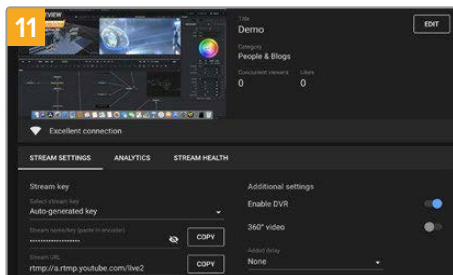 11
PREVIEW
Title
Demo
EDIT
Category
People & Blogs
Concurrent viewers Likes
0 0
Excellent connection
STREAM SETTINGS ANALYTICS STREAM HEALTH
Stream key Additional settings
Select stream key Enable DVR
Auto-generated key
360° video
Stream name/key (paste in encoder)
COPY
Added delay
Stream URL None
rtmp://a.rtmp.youtube.com/live2 COPY